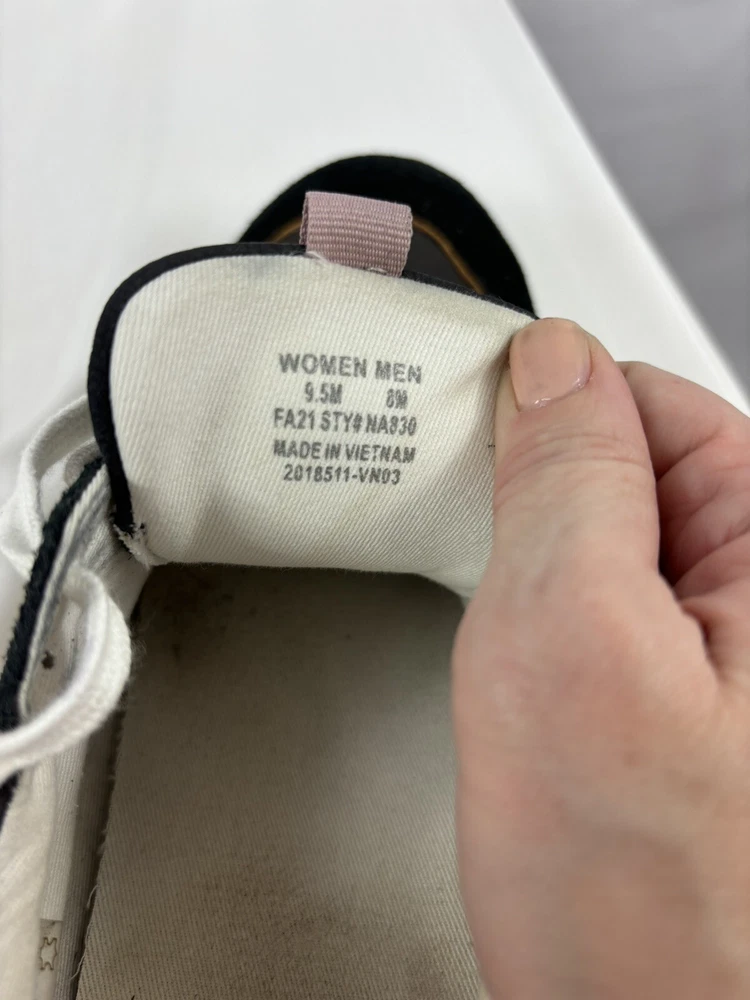 WOMEN MEN
9.5M 8M
FA21 STY# NA830
MADE IN VIETNAM
2018511-VN03